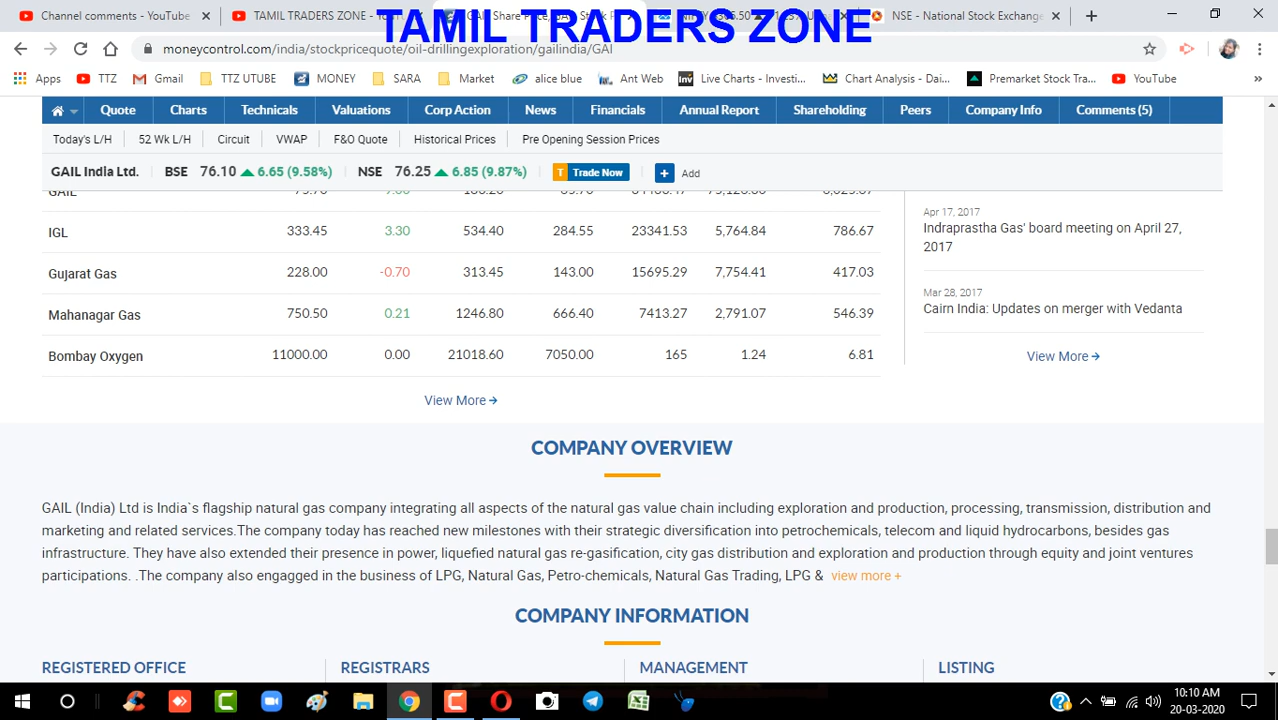 Channel comments - YouTube
TAMIL TRADERS ZONE - YouTu
GAIL Share Price, GAIL Stock P
NSE - National Stock Exchange
TAMIL TRADERS ZONE
moneycontrol.com/india/stockpricequote/oil-drillingexploration/gailindia/GAI
Apps TTZ Gmail TTZ UTUBE MONEY SARA Market alice blue Ant Web Live Charts - Investi... Chart Analysis - Dai... Premarket Stock Tra... YouTube »
Quote Charts Technicals Valuations Corp Action News Financials Annual Report Shareholding Peers Company Info Comments (5)
Today's L/H 52 Wk L/H Circuit VWAP F&O Quote Historical Prices Pre Opening Session Prices
GAIL India Ltd. BSE 76.10 6.65 (9.58%) NSE 76.25 6.85 (9.87%) T Trade Now + Add
GAIL
IGL 333.45 3.30 534.40 284.55 23341.53 5,764.84 786.67
Gujarat Gas 228.00 -0.70 313.45 143.00 15695.29 7,754.41 417.03
Mahanagar Gas 750.50 0.21 1246.80 666.40 7413.27 2,791.07 546.39
Bombay Oxygen 11000.00 0.00 21018.60 7050.00 165 1.24 6.81
View More →
Apr 17, 2017
Indraprastha Gas' board meeting on April 27,
2017
Mar 28, 2017
Cairn India: Updates on merger with Vedanta
View More →
COMPANY OVERVIEW
GAIL (India) Ltd is India`s flagship natural gas company integrating all aspects of the natural gas value chain including exploration and production, processing, transmission, distribution and
marketing and related services.The company today has reached new milestones with their strategic diversification into petrochemicals, telecom and liquid hydrocarbons, besides gas
infrastructure. They have also extended their presence in power, liquefied natural gas re-gasification, city gas distribution and exploration and production through equity and joint ventures
participations. .The company also engagged in the business of LPG, Natural Gas, Petro-chemicals, Natural Gas Trading, LPG & view more +
COMPANY INFORMATION
REGISTERED OFFICE REGISTRARS MANAGEMENT LISTING
10:10 AM
20-03-2020